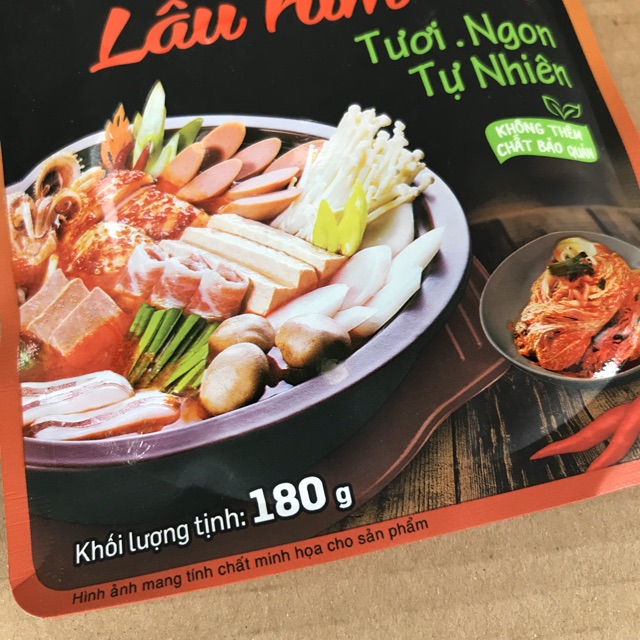 Lẩu
Tươi . Ngon
Tự Nhiên
KHÔNG THÊM
CHẤT BẢO QUẢN
Khối lượng tịnh: 180 g
Hình ảnh mang tính chất minh họa cho sản phẩm